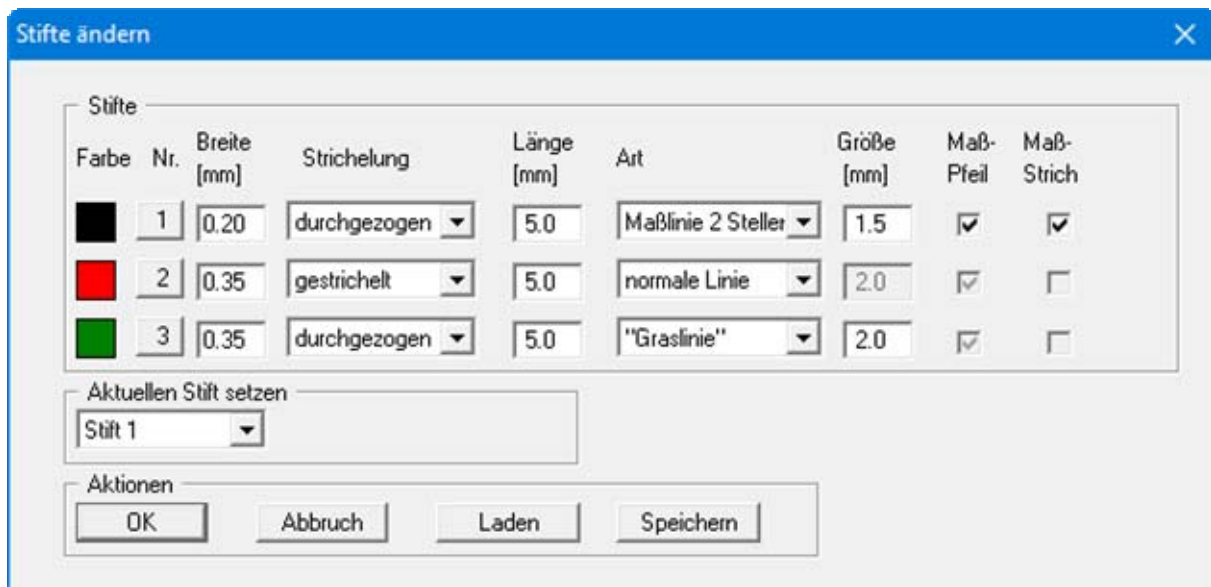 Stifte ändern
Stifte
Farbe Nr. Breite [mm] Strichelung Länge [mm] Art Größe [mm] Maß-Pfeil Maß-Strich
1 0.20 durchgezogen 5.0 Maßlinie 2 Steller 1.5
2 0.35 gestrichelt 5.0 normale Linie 2.0
3 0.35 durchgezogen 5.0 "Graslinie" 2.0
Aktuellen Stift setzen
Stift 1
Aktionen
OK Abbruch Laden Speichern